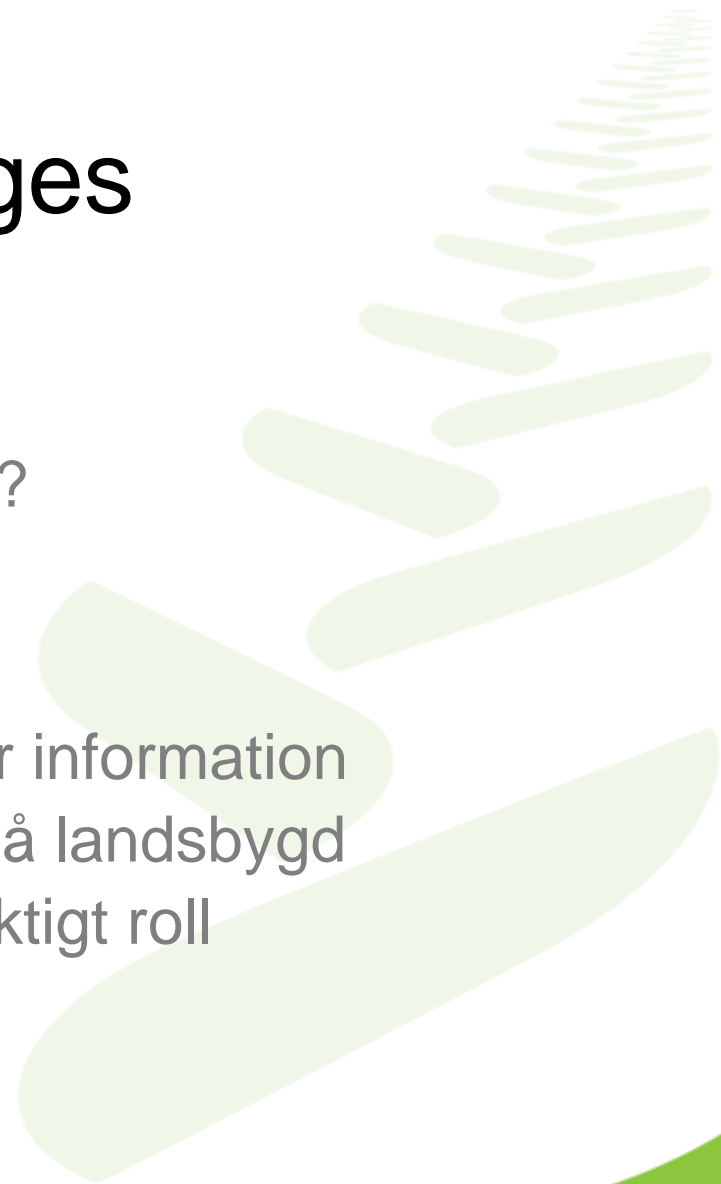 ges
?
r information
å landsbygd
ktigt roll